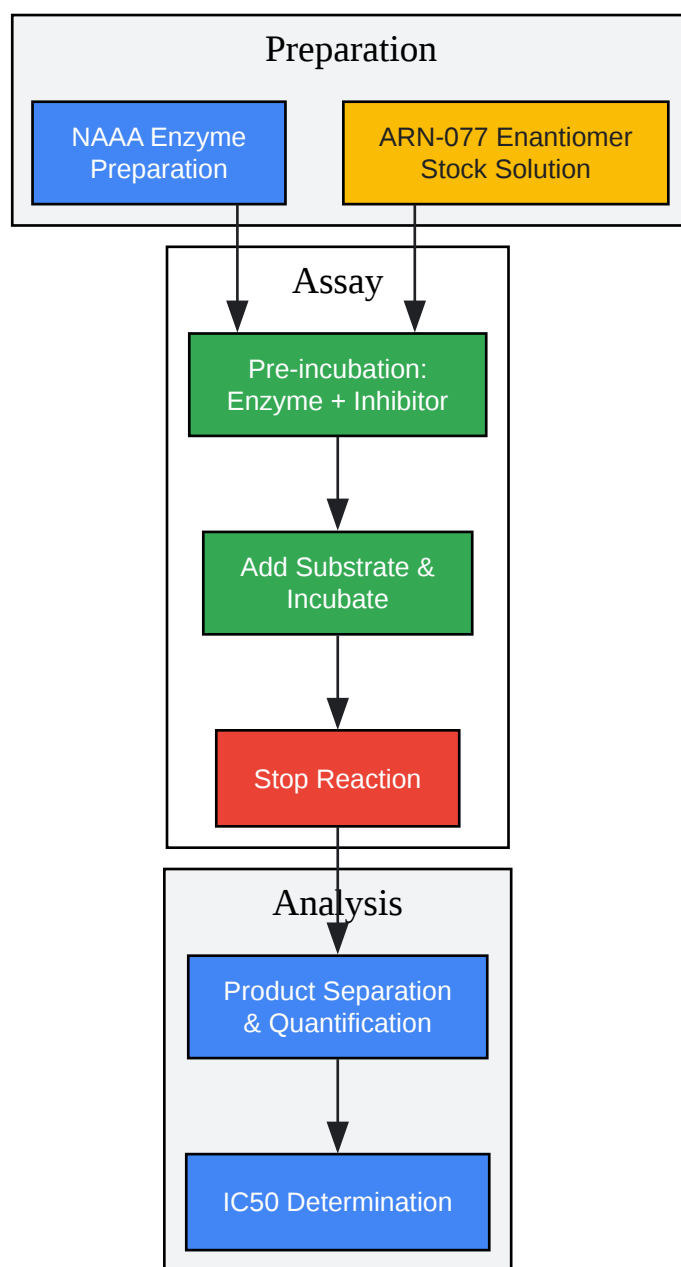 Preparation
NAAA Enzyme
Preparation
ARN-077 Enantiomer
Stock Solution
Assay
Pre-incubation:
Enzyme + Inhibitor
Add Substrate &
Incubate
Stop Reaction
Analysis
Product Separation
& Quantification
IC50 Determination